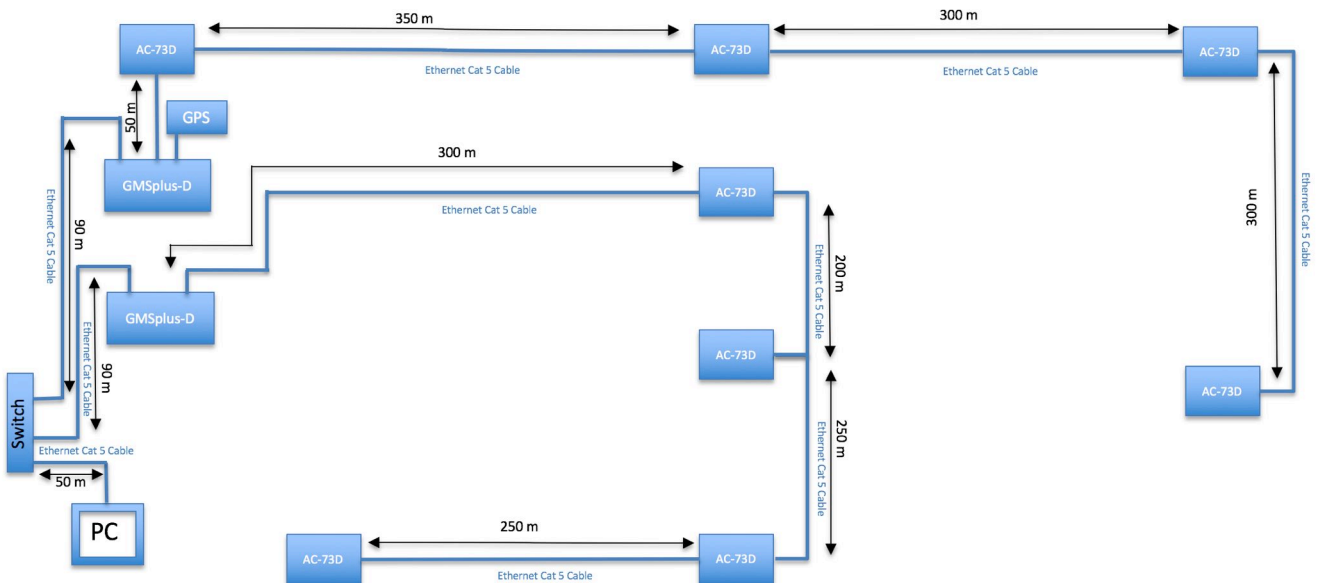 350 m
300 m
AC-73D
AC-73D
AC-73D
Ethernet Cat 5 Cable
Ethernet Cat 5 Cable
50 m
GPS
300 m
GMSplus-D
AC-73D
Ethernet Cat 5 Cable
90 m
Ethernet Cat 5 Cable
300 m
Ethernet Cat 5 Cable
200 m
Ethernet Cat 5 Cable
GMSplus-D
AC-73D
Ethernet Cat 5 Cable
90 m
AC-73D
Switch
250 m
Ethernet Cat 5 Cable
Ethernet Cat 5 Cable
50 m
PC
250 m
AC-73D
AC-73D
Ethernet Cat 5 Cable